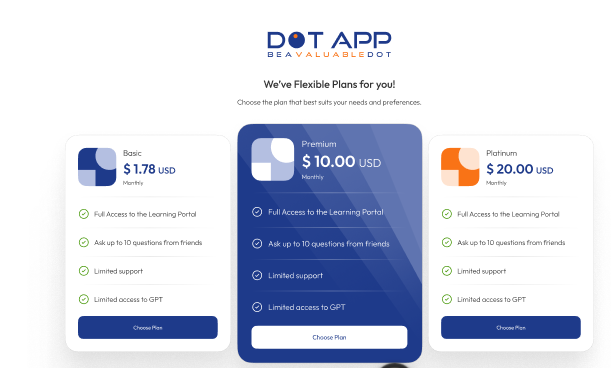 DOT APP
BEAVALUABLEDOT
We've Flexible Plans for you!
Choose the plan that best suits your needs and preferences.
Basic
$ 1.78 USD
Monthly
Full Access to the Learning Portal
Ask up to 10 questions from friends
Limited support
Limited access to GPT
Choose Plan
Premium
$ 10.00 USD
Monthly
Full Access to the Learning Portal
Ask up to 10 questions from friends
Limited support
Limited access to GPT
Choose Plan
Platinum
$ 20.00 USD
Monthly
Full Access to the Learning Portal
Ask up to 10 questions from friends
Limited support
Limited access to GPT
Choose Plan